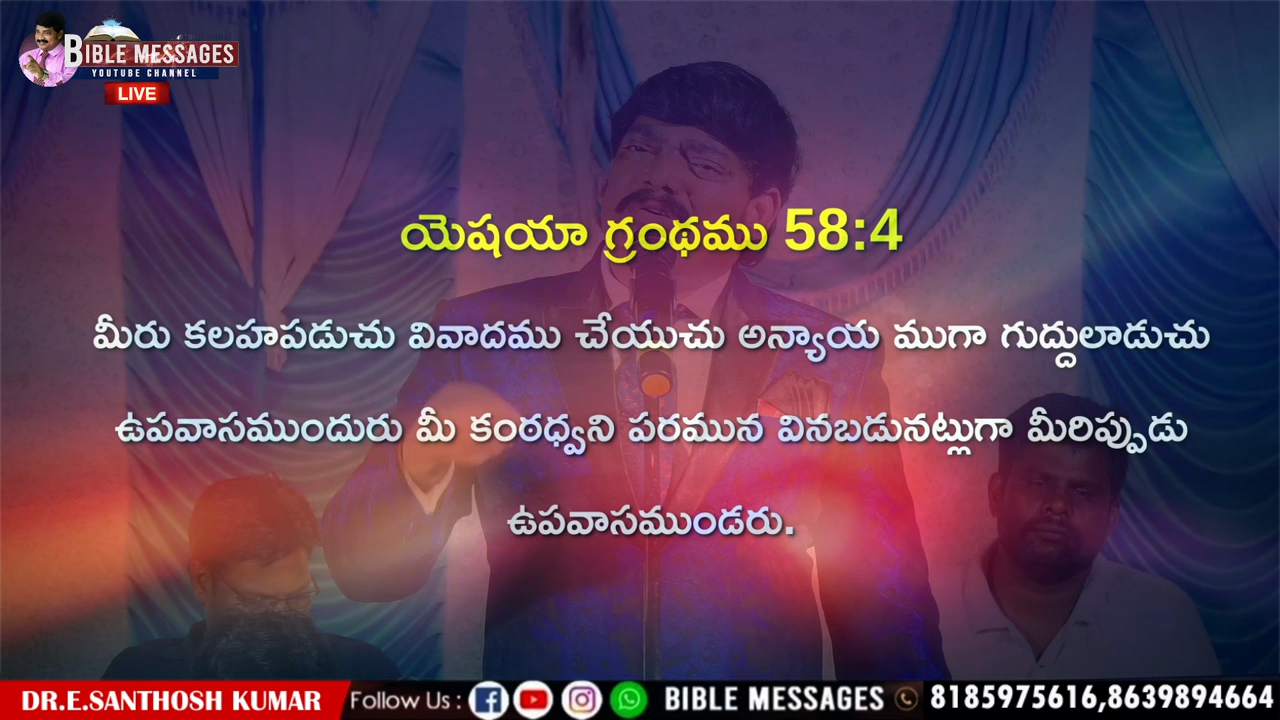 BIBLE MESSAGES
YOUTUBE CHANNEL
LIVE
యెషయా గ్రంథము 58:4
మీరు కలహపడుచు వివాదము చేయుచు అన్యాయ ముగా గుద్దులాడుచు
ఉపవాసముందురు మీ కంఠధ్వని పరమున వినబడునట్లుగా మీరిప్పుడు
ఉపవాసముండరు.
DR.E.SANTHOSH KUMAR Follow Us : BIBLE MESSAGES 8185975616,8639894664